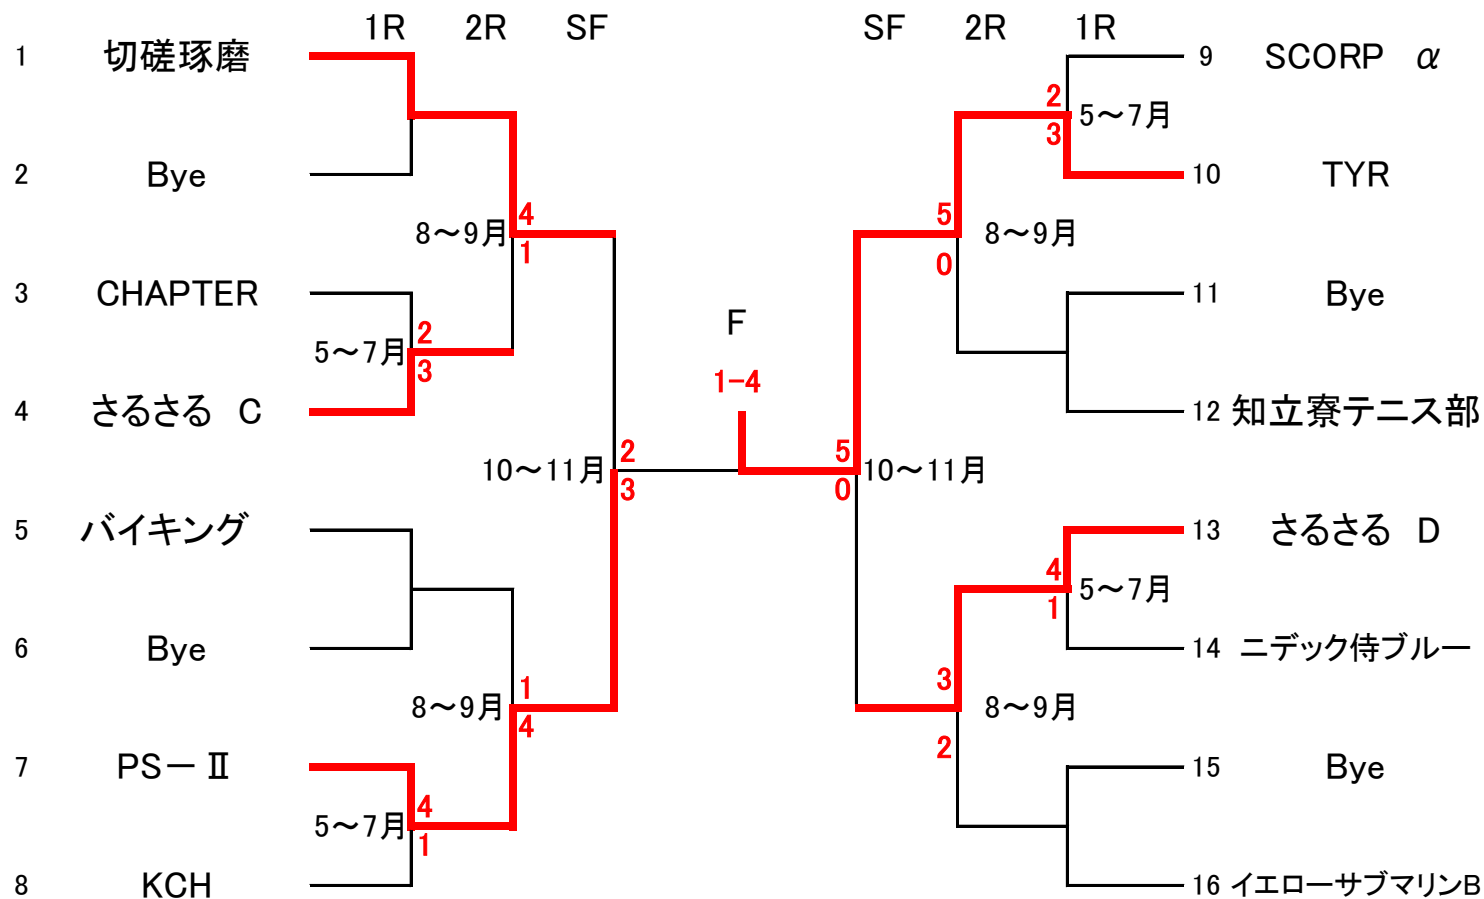 1R 2R SF SF 2R 1R
1 切磋琢磨 9 SCORP α
2 5～7月
3
2 Bye 10 TYR
4 5
8～9月 8～9月
1 0
3 CHAPTER 11 Bye
F
2
5～7月
3
1-4
4 さるさる C 12 知立寮テニス部
2 5
10～11月 10～11月
3 0
5 バイキング 13 さるさる D
4
5～7月
1
6 Bye 14 ニデック侍ブルー
1 3
8～9月 8～9月
4 2
7 PS－Ⅱ 15 Bye
4
5～7月
1
8 KCH 16 イエローサブマリンB